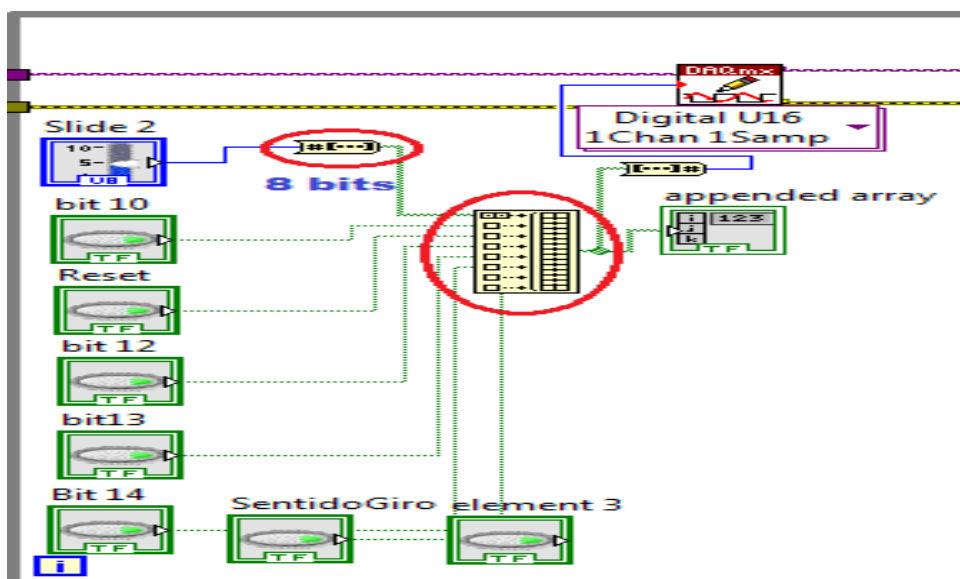 DAQmx
Slide 2
Digital U16
1Chan 1Samp
10
5
U8
8 bits
appended array
bit 10
i
123
j
k
TF
TF
Reset
TF
bit 12
TF
bit13
TF
Bit 14
SentidoGiro
element 3
TF
TF
TF
i